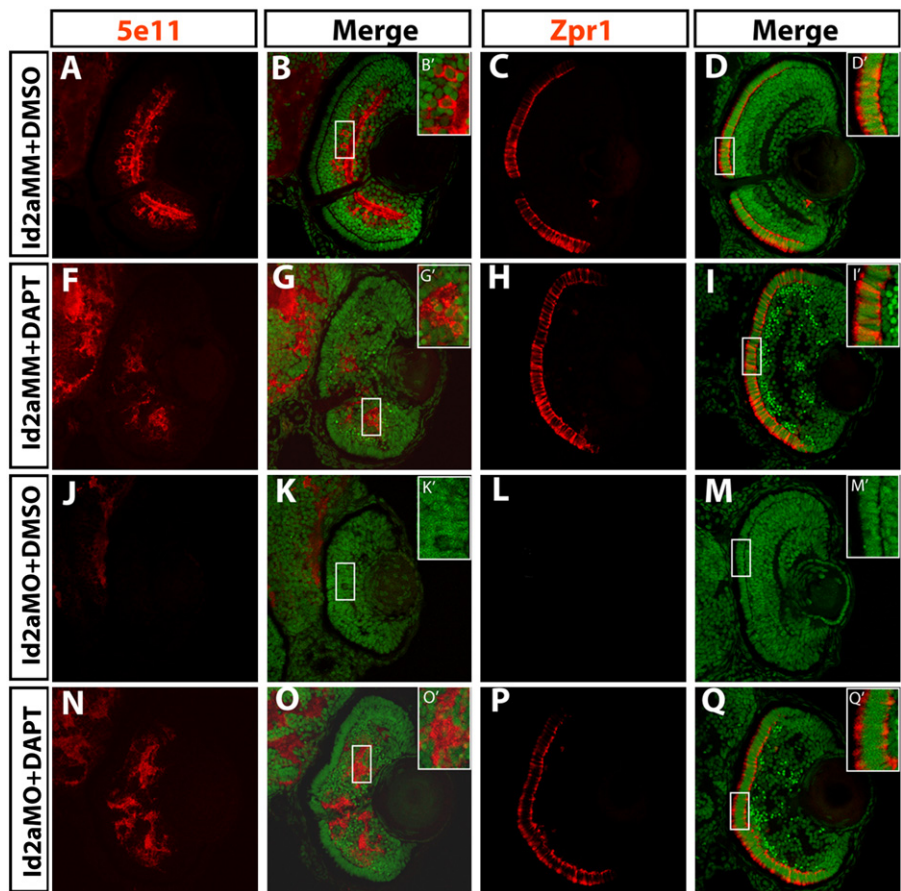 5e11 Merge Zpr1 Merge
Id2aMM+DMSO
A B B' C D D'
Id2aMM+DAPT
F G G' H I I'
Id2aMO+DMSO
J K K' L M M'
Id2aMO+DAPT
N O O' P Q Q'